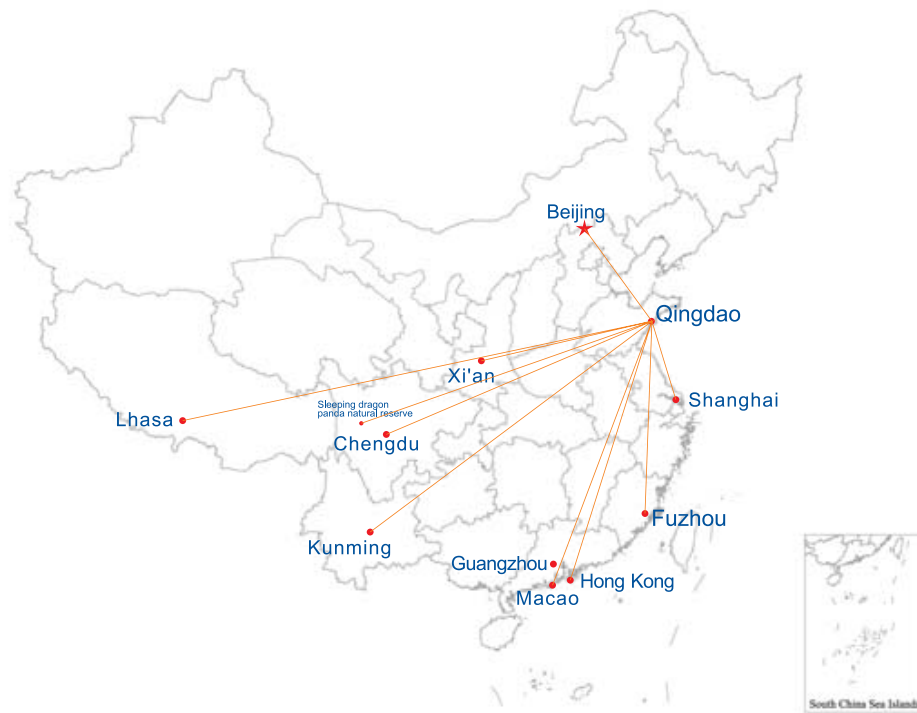 Beijing
Qingdao
Xi'an
Shanghai
Sleeping dragon
panda natural reserve
Lhasa
Chengdu
Fuzhou
Kunming
Guangzhou
Hong Kong
Macao
South China Sea Islands